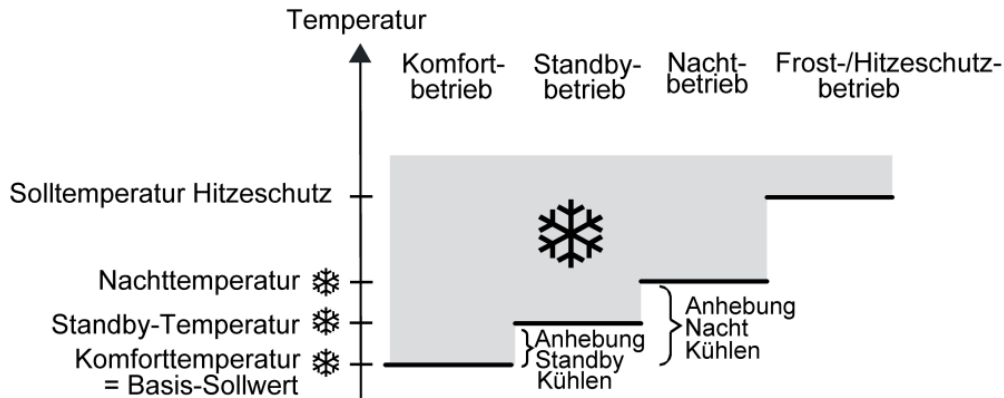 Temperatur
Komfort-
betrieb
Standby-
betrieb
Nacht-
betrieb
Frost-/Hitzeschutz-
betrieb
Solltemperatur Hitzeschutz
Nachttemperatur
Standby-Temperatur
Komforttemperatur
= Basis-Sollwert
Anhebung
Standby
Kühlen
Anhebung
Nacht
Kühlen